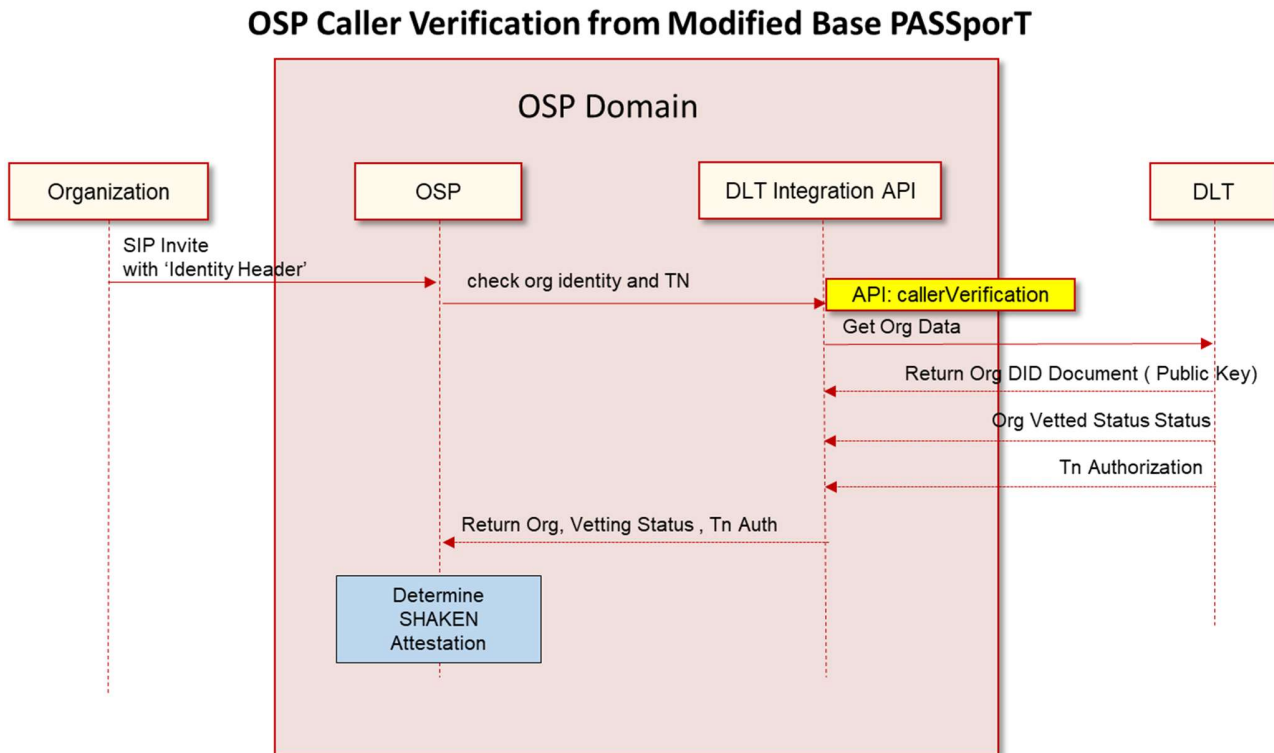 OSP Caller Verification from Modified Base PASSporT
OSP Domain
Organization
OSP
DLT Integration API
DLT
SIP Invite
with ‘Identity Header’
check org identity and TN
API: callerVerification
Get Org Data
Return Org DID Document ( Public Key)
Org Vetted Status Status
Tn Authorization
Return Org, Vetting Status , Tn Auth
Determine
SHAKEN
Attestation